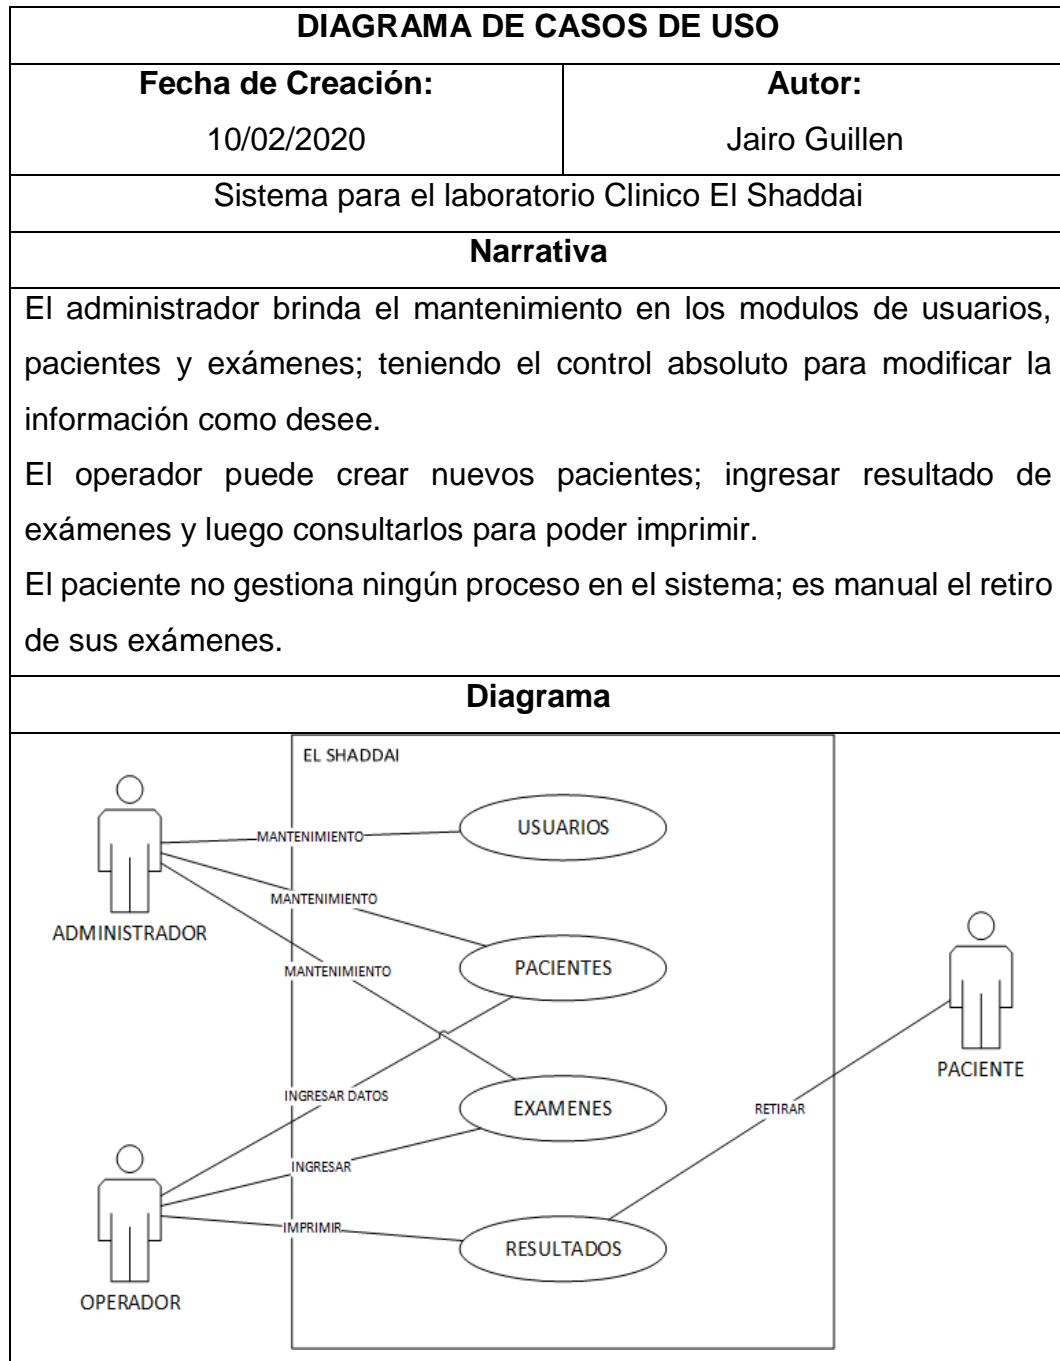 DIAGRAMA DE CASOS DE USO
Fecha de Creación:
10/02/2020
Autor:
Jairo Guillen
Sistema para el laboratorio Clinico El Shaddai
Narrativa
El administrador brinda el mantenimiento en los modulos de usuarios,
pacientes y exámenes; teniendo el control absoluto para modificar la
información como desee.
El operador puede crear nuevos pacientes; ingresar resultado de
exámenes y luego consultarlos para poder imprimir.
El paciente no gestiona ningún proceso en el sistema; es manual el retiro
de sus exámenes.
Diagrama
EL SHADDAI
MANTENIMIENTO
USUARIOS
MANTENIMIENTO
ADMINISTRADOR
MANTENIMIENTO
PACIENTES
PACIENTE
INGRESAR DATOS
EXAMENES
RETIRAR
INGRESAR
IMPRIMIR
RESULTADOS
OPERADOR